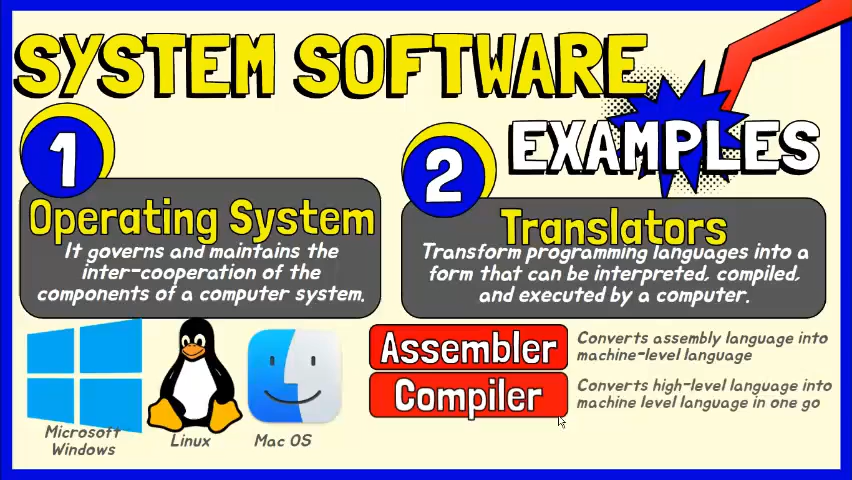 SYSTEM SOFTWARE
EXAMPLES
1
Operating System
It governs and maintains the
inter-cooperation of the
components of a computer system.
Microsoft
Windows
Linux
Mac OS
2
Translators
Transform programming languages into a
form that can be interpreted, compiled,
and executed by a computer.
Assembler
Converts assembly language into
machine-level language
Compiler
Converts high-level language into
machine level language in one go